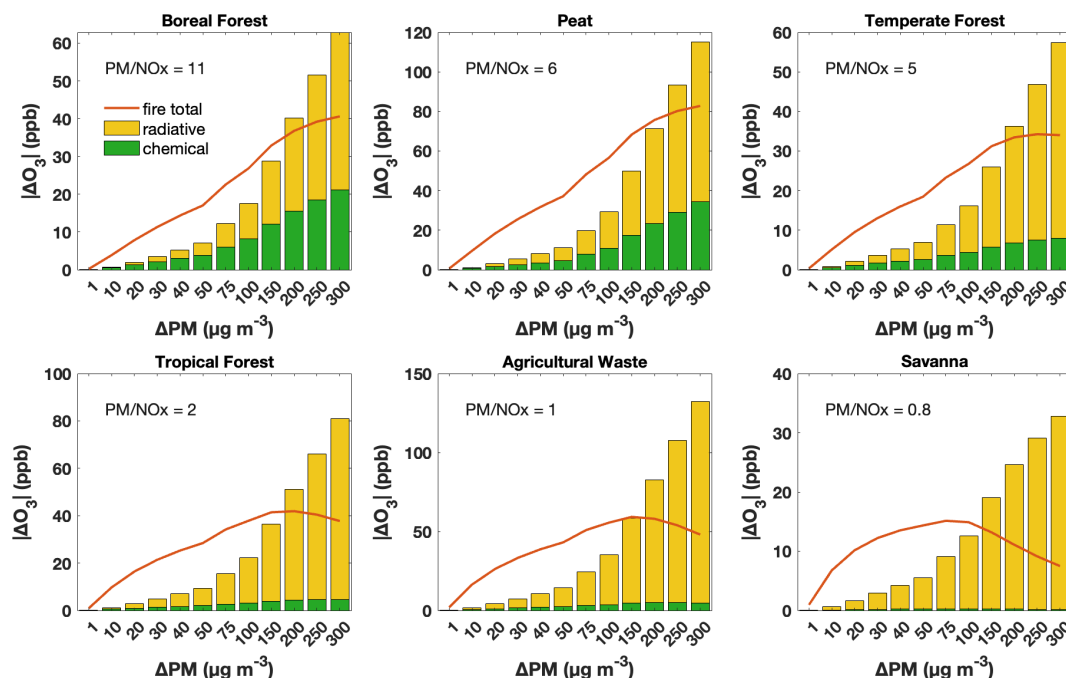 Boreal Forest
PM/NOx = 11
fire total
radiative
chemical
|ΔO₃| (ppb)
60
50
40
30
20
10
0
1 10 20 30 40 50 75 100 150 200 250 300
ΔPM (µg m⁻³)
Peat
PM/NOx = 6
|ΔO₃| (ppb)
120
100
80
60
40
20
0
1 10 20 30 40 50 75 100 150 200 250 300
ΔPM (µg m⁻³)
Temperate Forest
PM/NOx = 5
|ΔO₃| (ppb)
60
50
40
30
20
10
0
1 10 20 30 40 50 75 100 150 200 250 300
ΔPM (µg m⁻³)
Tropical Forest
PM/NOx = 2
|ΔO₃| (ppb)
100
80
60
40
20
0
1 10 20 30 40 50 75 100 150 200 250 300
ΔPM (µg m⁻³)
Agricultural Waste
PM/NOx = 1
|ΔO₃| (ppb)
150
100
50
0
1 10 20 30 40 50 75 100 150 200 250 300
ΔPM (µg m⁻³)
Savanna
PM/NOx = 0.8
|ΔO₃| (ppb)
40
30
20
10
0
1 10 20 30 40 50 75 100 150 200 250 300
ΔPM (µg m⁻³)